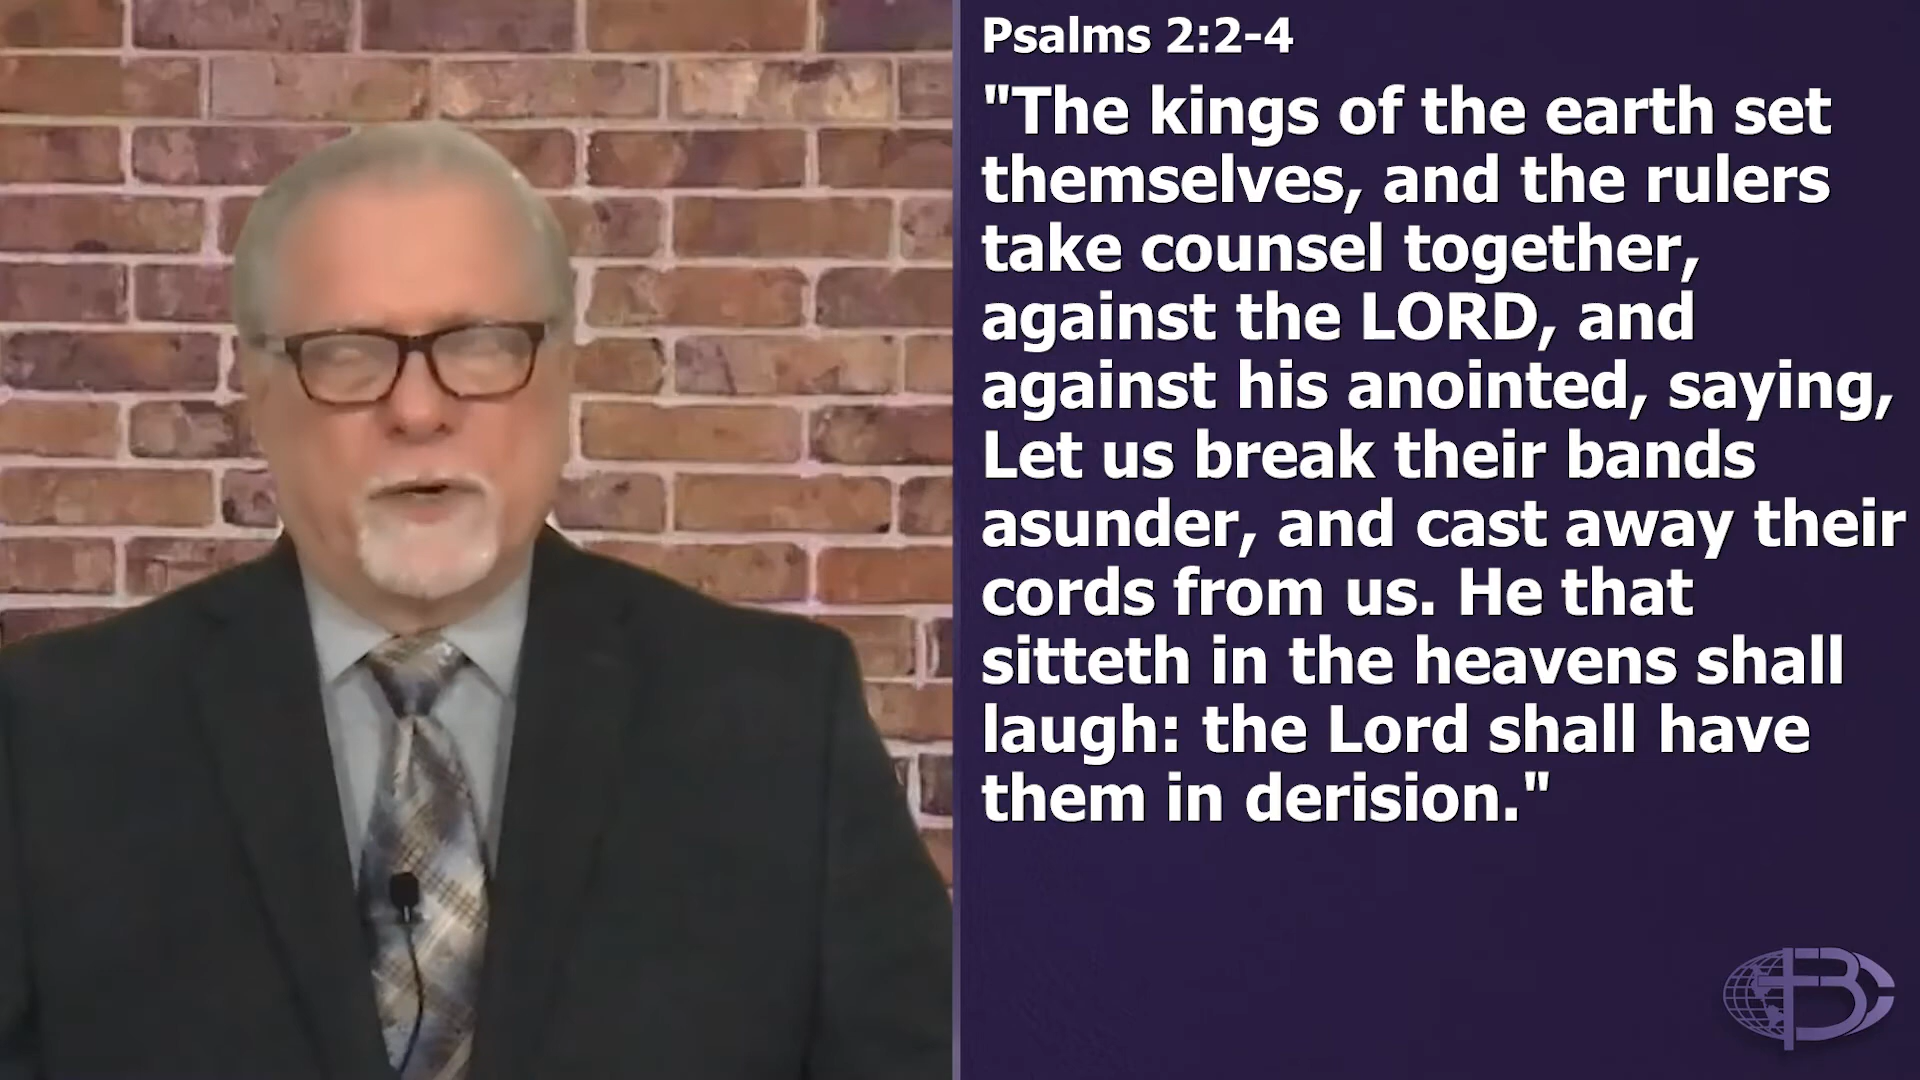 Psalms 2:2-4
"The kings of the earth set
themselves, and the rulers
take counsel together,
against the LORD, and
against his anointed, saying,
Let us break their bands
asunder, and cast away their
cords from us. He that
sitteth in the heavens shall
laugh: the Lord shall have
them in derision."